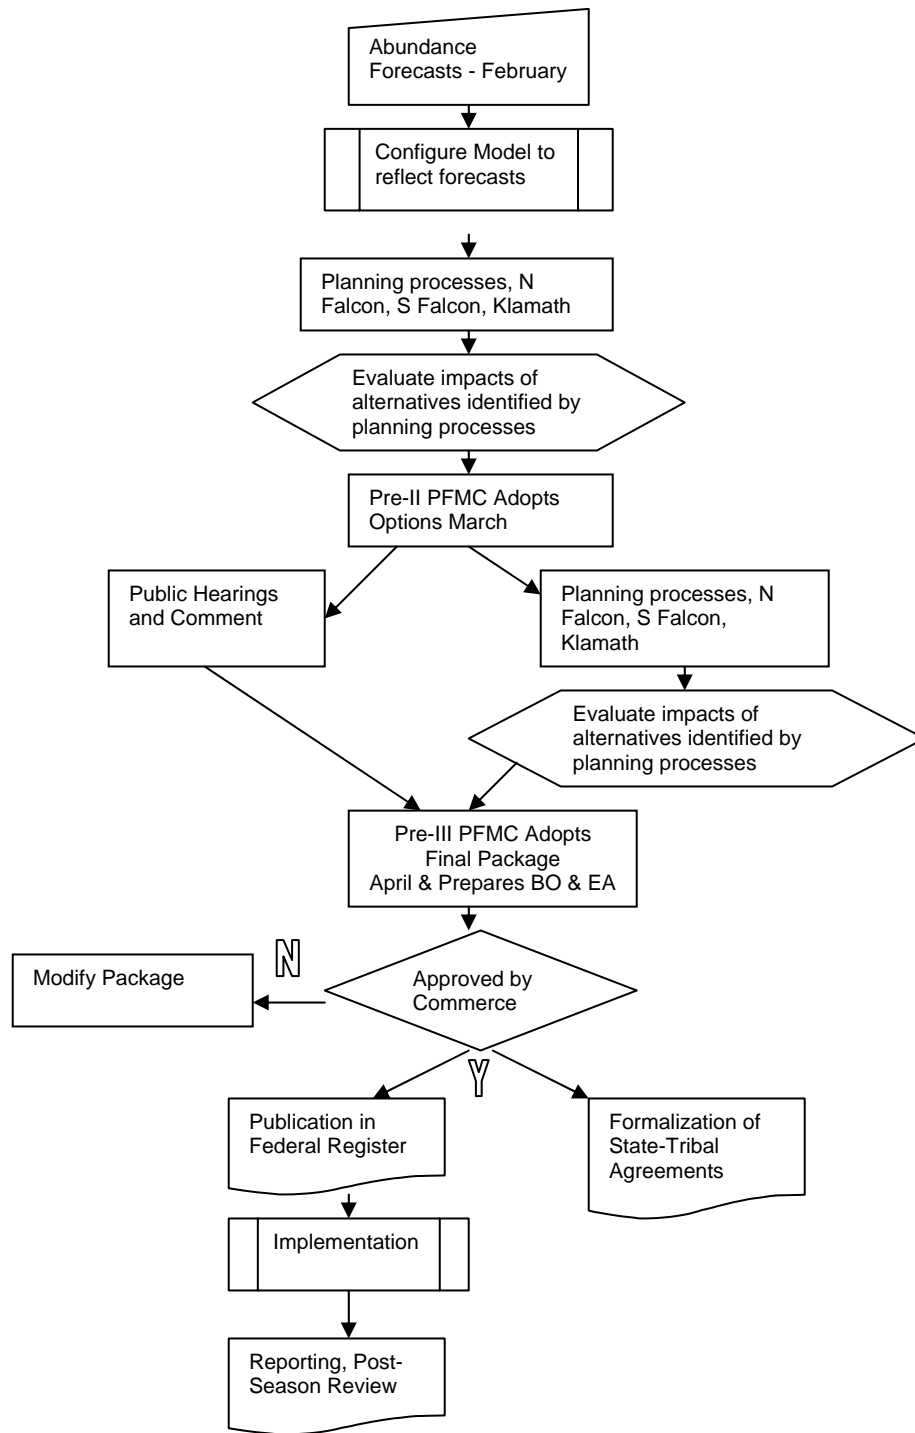 Abundance
Forecasts - February
Configure Model to
reflect forecasts
Planning processes, N
Falcon, S Falcon, Klamath
Evaluate impacts of
alternatives identified by
planning processes
Pre-II PFMC Adopts
Options March
Public Hearings
and Comment
Planning processes, N
Falcon, S Falcon,
Klamath
Evaluate impacts of
alternatives identified by
planning processes
Pre-III PFMC Adopts
Final Package
April & Prepares BO & EA
N
Modify Package
Approved by
Commerce
Y
Publication in
Federal Register
Formalization of
State-Tribal
Agreements
Implementation
Reporting, Post-
Season Review